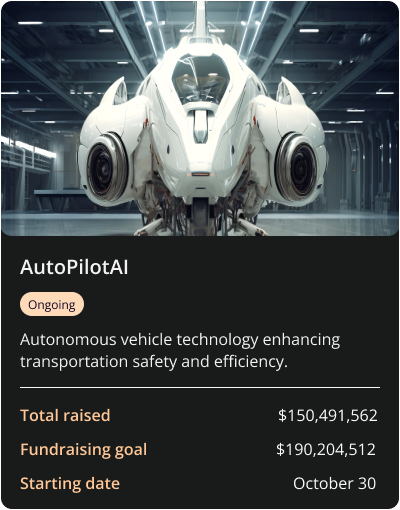 AutoPilotAI
Ongoing
Autonomous vehicle technology enhancing
transportation safety and efficiency.
Total raised $150,491,562
Fundraising goal $190,204,512
Starting date October 30